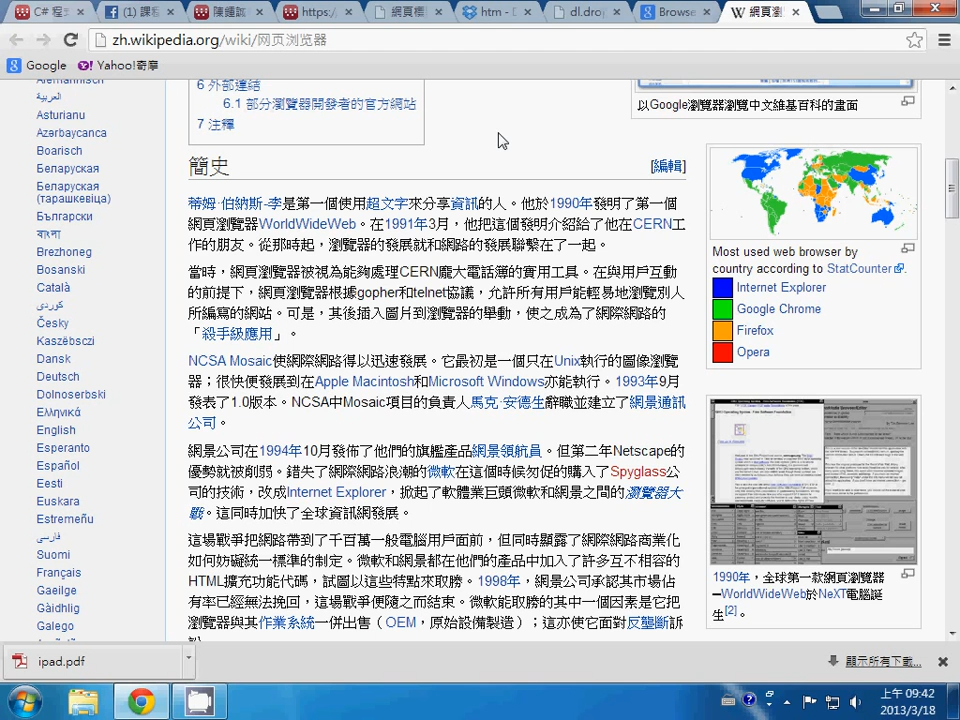 C# 程
(1) 課
陳鍾誠
https:/
網頁標
htm - D
dl.dro
Browse
網頁瀏
zh.wikipedia.org/wiki/网页浏览器
Google
Yahoo!奇摩
العربية
Asturianu
Azərbaycanca
Boarisch
Беларуская
Беларуская
(тарашкевіца)
Български
বাংলা
Brezhoneg
Bosanski
Català
كوردی
Česky
Kaszëbsczi
Dansk
Deutsch
Dolnoserbski
Ελληνικά
English
Esperanto
Español
Eesti
Euskara
Estremeñu
فارسی
Suomi
Français
Gaeilge
Gàidhlig
Galego
6 外部連結
6.1 部分瀏覽器開發者的官方網站
7 注釋
簡史
[編輯]
蒂姆·伯納斯-李是第一個使用超文字來分享資訊的人。他於1990年發明了第一個
網頁瀏覽器WorldWideWeb。在1991年3月，他把這個發明介紹給了他在CERN工
作的朋友。從那時起，瀏覽器的發展就和網路的發展聯繫在了一起。
當時，網頁瀏覽器被視為能夠處理CERN龐大電話簿的實用工具。在與用戶互動
的前提下，網頁瀏覽器根據gopher和telnet協議，允許所有用戶能輕易地瀏覽別人
所編寫的網站。可是，其後插入圖片到瀏覽器的舉動，使之成為了網際網路的
「殺手級應用」。
NCSA Mosaic使網際網路得以迅速發展。它最初是一個只在Unix執行的圖像瀏覽
器；很快便發展到在Apple Macintosh和Microsoft Windows亦能執行。1993年9月
發表了1.0版本。NCSA中Mosaic項目的負責人馬克·安德生辭職並建立了網景通訊
公司。
網景公司在1994年10月發佈了他們的旗艦產品網景領航員。但第二年Netscape的
優勢就被削弱。錯失了網際網路浪潮的微軟在這個時候匆促的購入了Spyglass公
司的技術，改成Internet Explorer，掀起了軟體業巨頭微軟和網景之間的瀏覽器大
戰。這同時加快了全球資訊網發展。
這場戰爭把網路帶到了千百萬一般電腦用戶面前，但同時顯露了網際網路商業化
如何妨礙統一標準的制定。微軟和網景都在他們的產品中加入了許多互不相容的
HTML擴充功能代碼，試圖以這些特點來取勝。1998年，網景公司承認其市場佔
有率已經無法挽回，這場戰爭便隨之而結束。微軟能取勝的其中一個因素是它把
瀏覽器與其作業系統一併出售（OEM，原始設備製造）；這亦使它面對反壟斷訴
以Google瀏覽器瀏覽中文維基百科的畫面
Most used web browser by
country according to StatCounter.
Internet Explorer
Google Chrome
Firefox
Opera
1990年，全球第一款網頁瀏覽器
—WorldWideWeb於NeXT電腦誕
生[2]。
ipad.pdf
顯示所有下載...
上午 09:42
2013/3/18